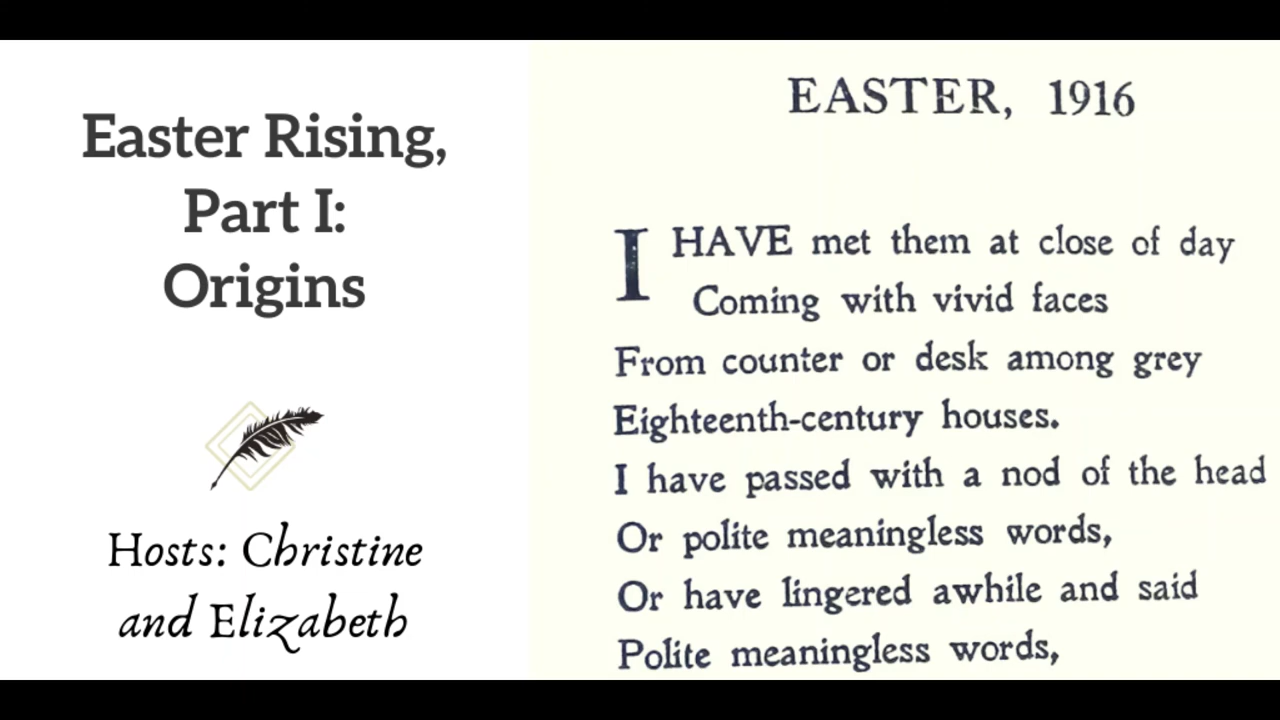 Easter Rising,
Part I:
Origins
Hosts: Christine
and Elizabeth
EASTER, 1916
I HAVE met them at close of day
Coming with vivid faces
From counter or desk among grey
Eighteenth-century houses.
I have passed with a nod of the head
Or polite meaningless words,
Or have lingered awhile and said
Polite meaningless words,